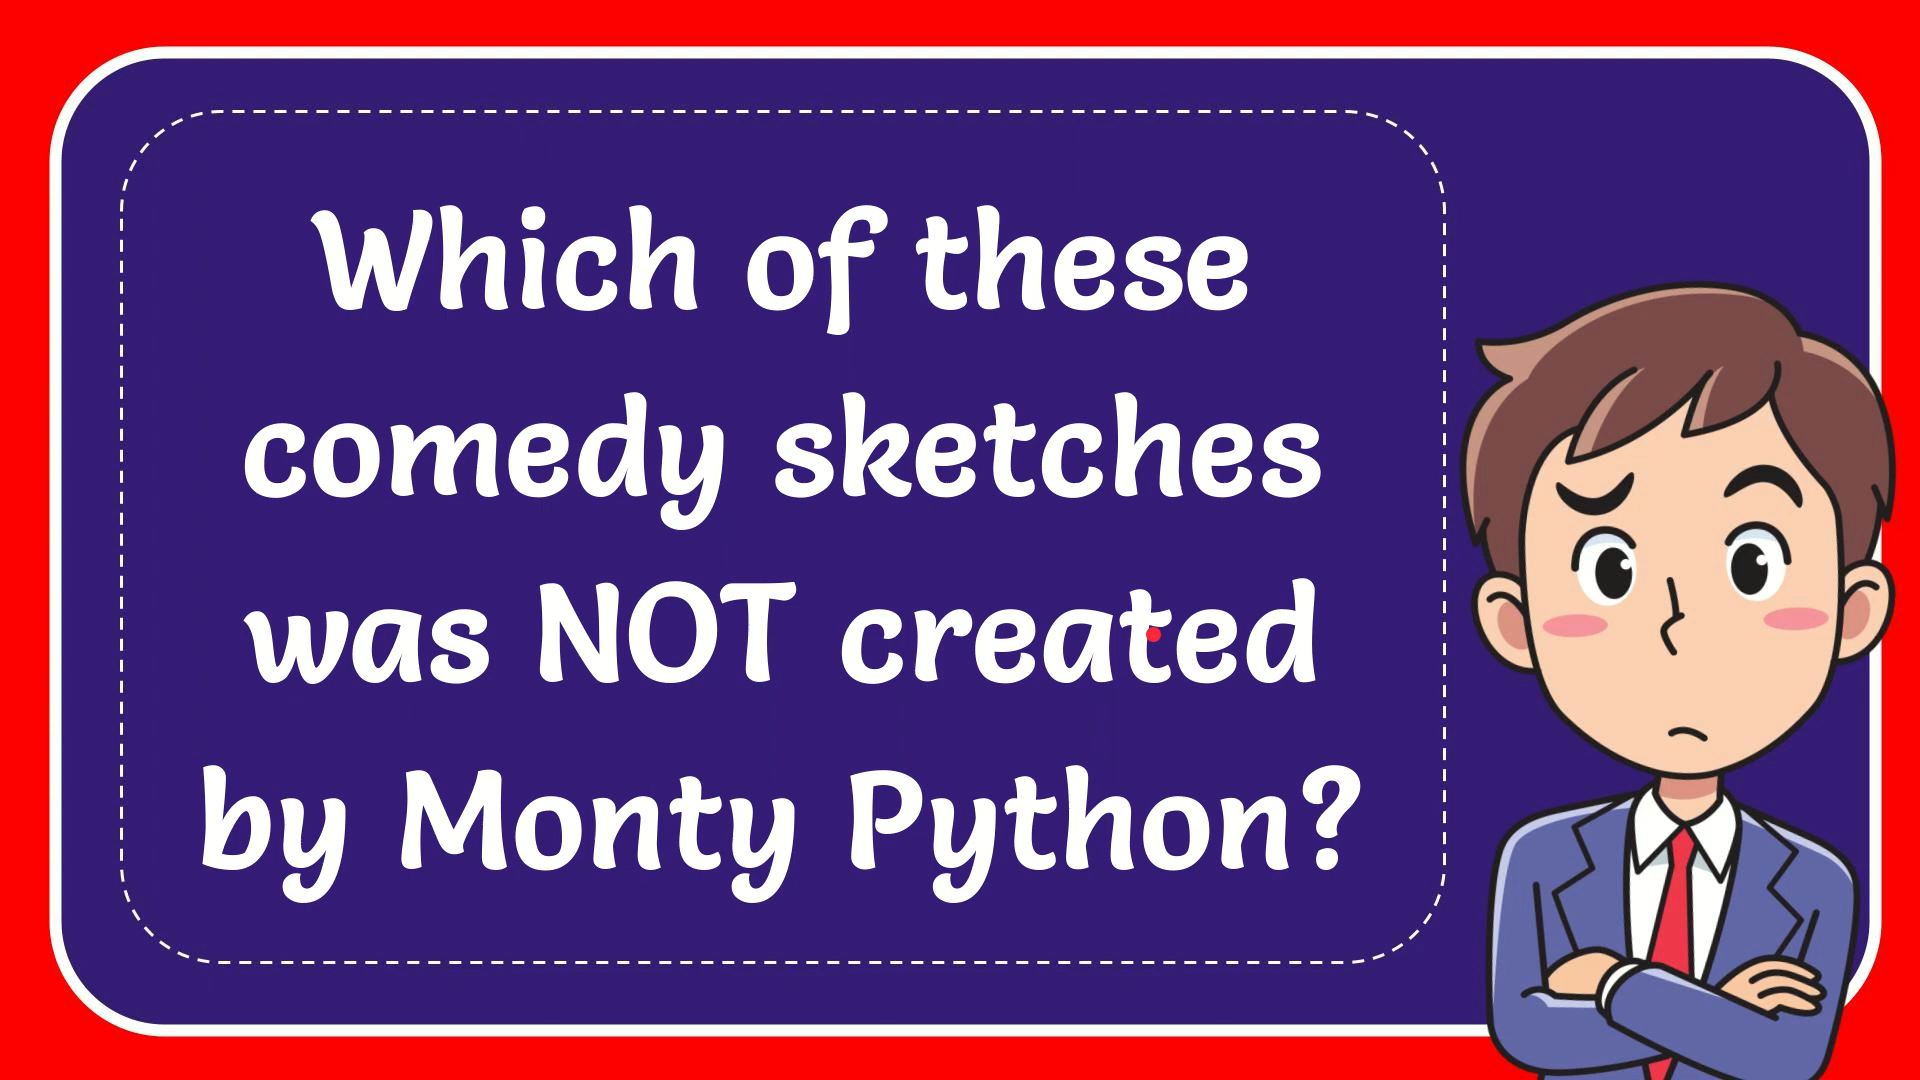 Which of these
comedy sketches
was NOT created
by Monty Python?